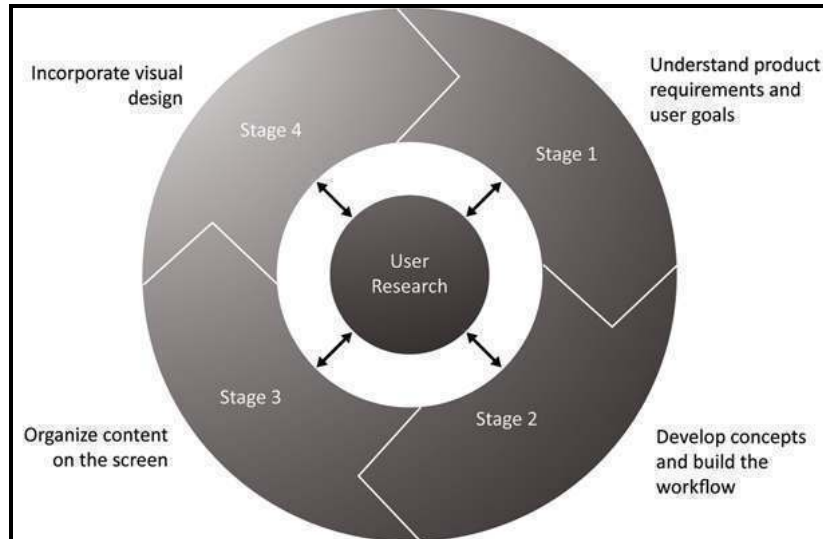 Incorporate visual
design
Stage 4
Understand product
requirements and
user goals
Stage 1
User
Research
Stage 3
Organize content
on the screen
Stage 2
Develop concepts
and build the
workflow